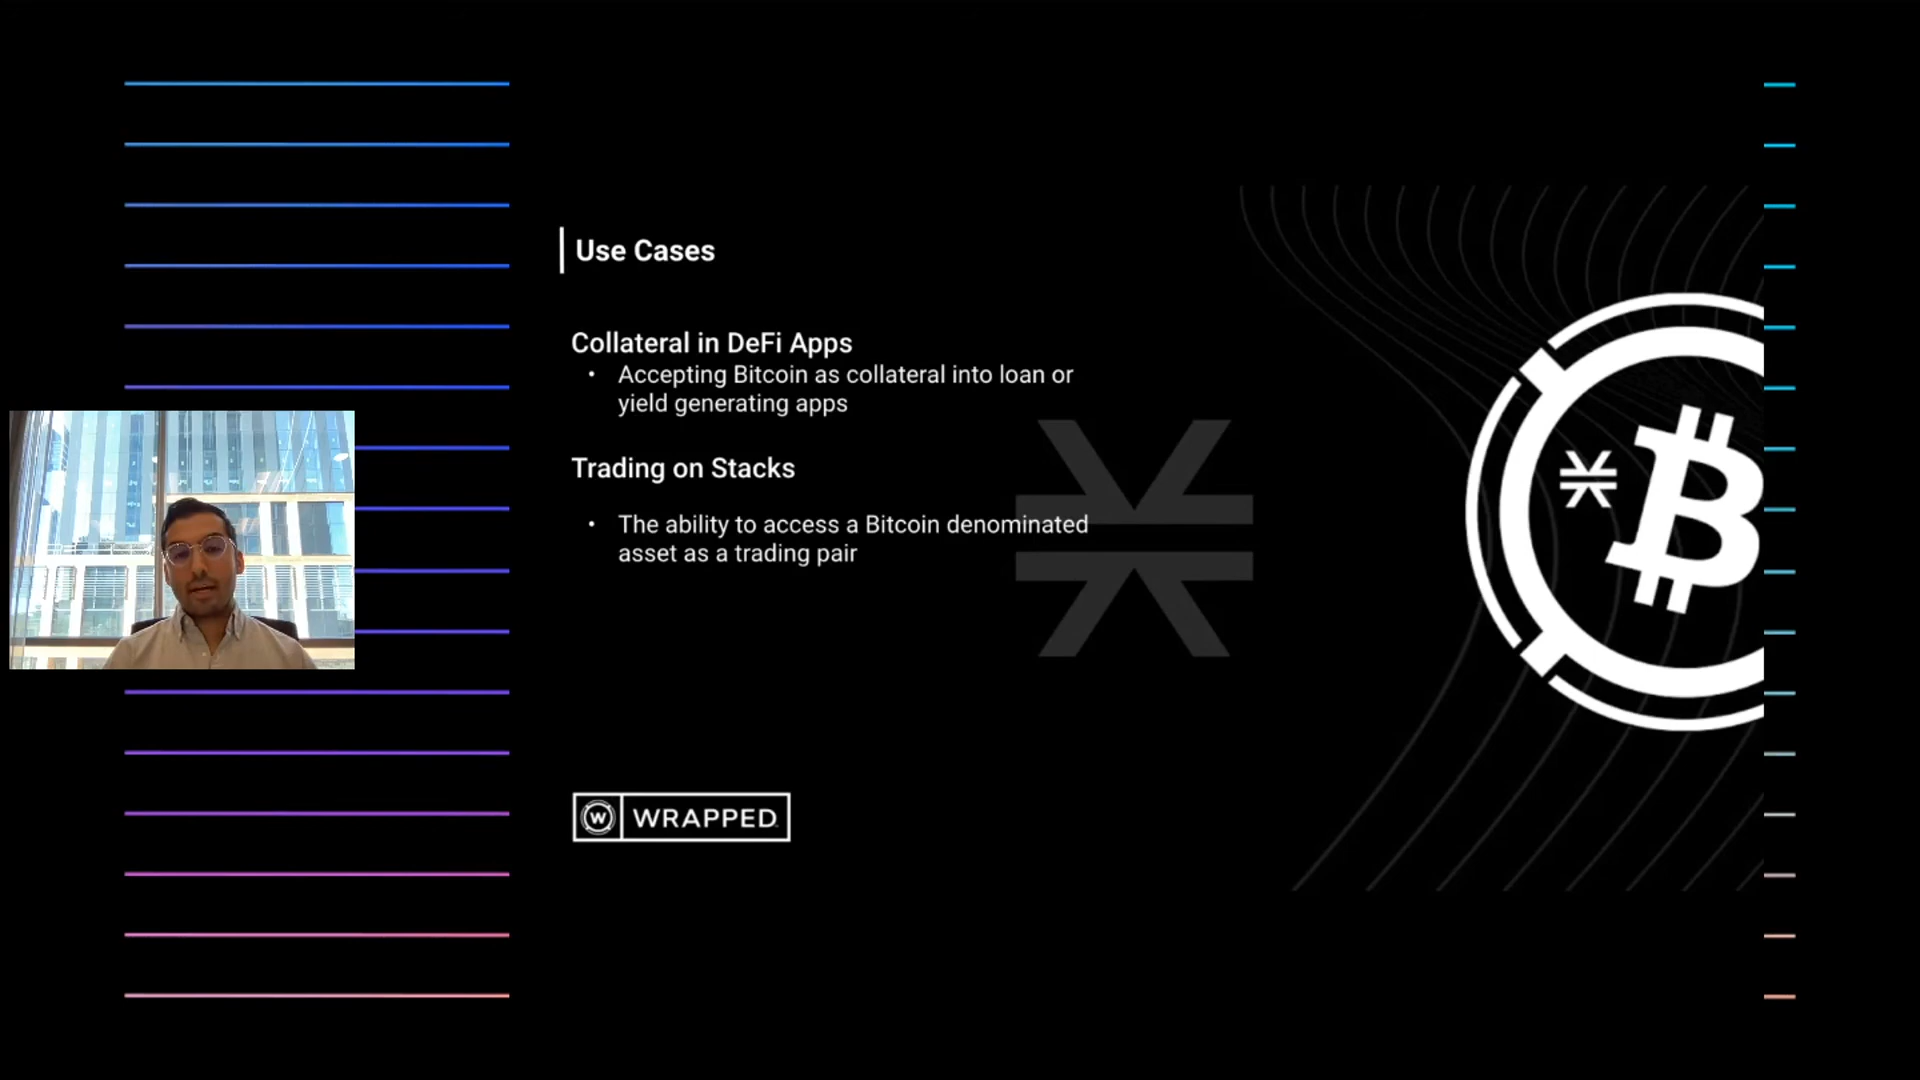 Use Cases
Collateral in DeFi Apps
• Accepting Bitcoin as collateral into loan or
yield generating apps
Trading on Stacks
• The ability to access a Bitcoin denominated
asset as a trading pair
W WRAPPED